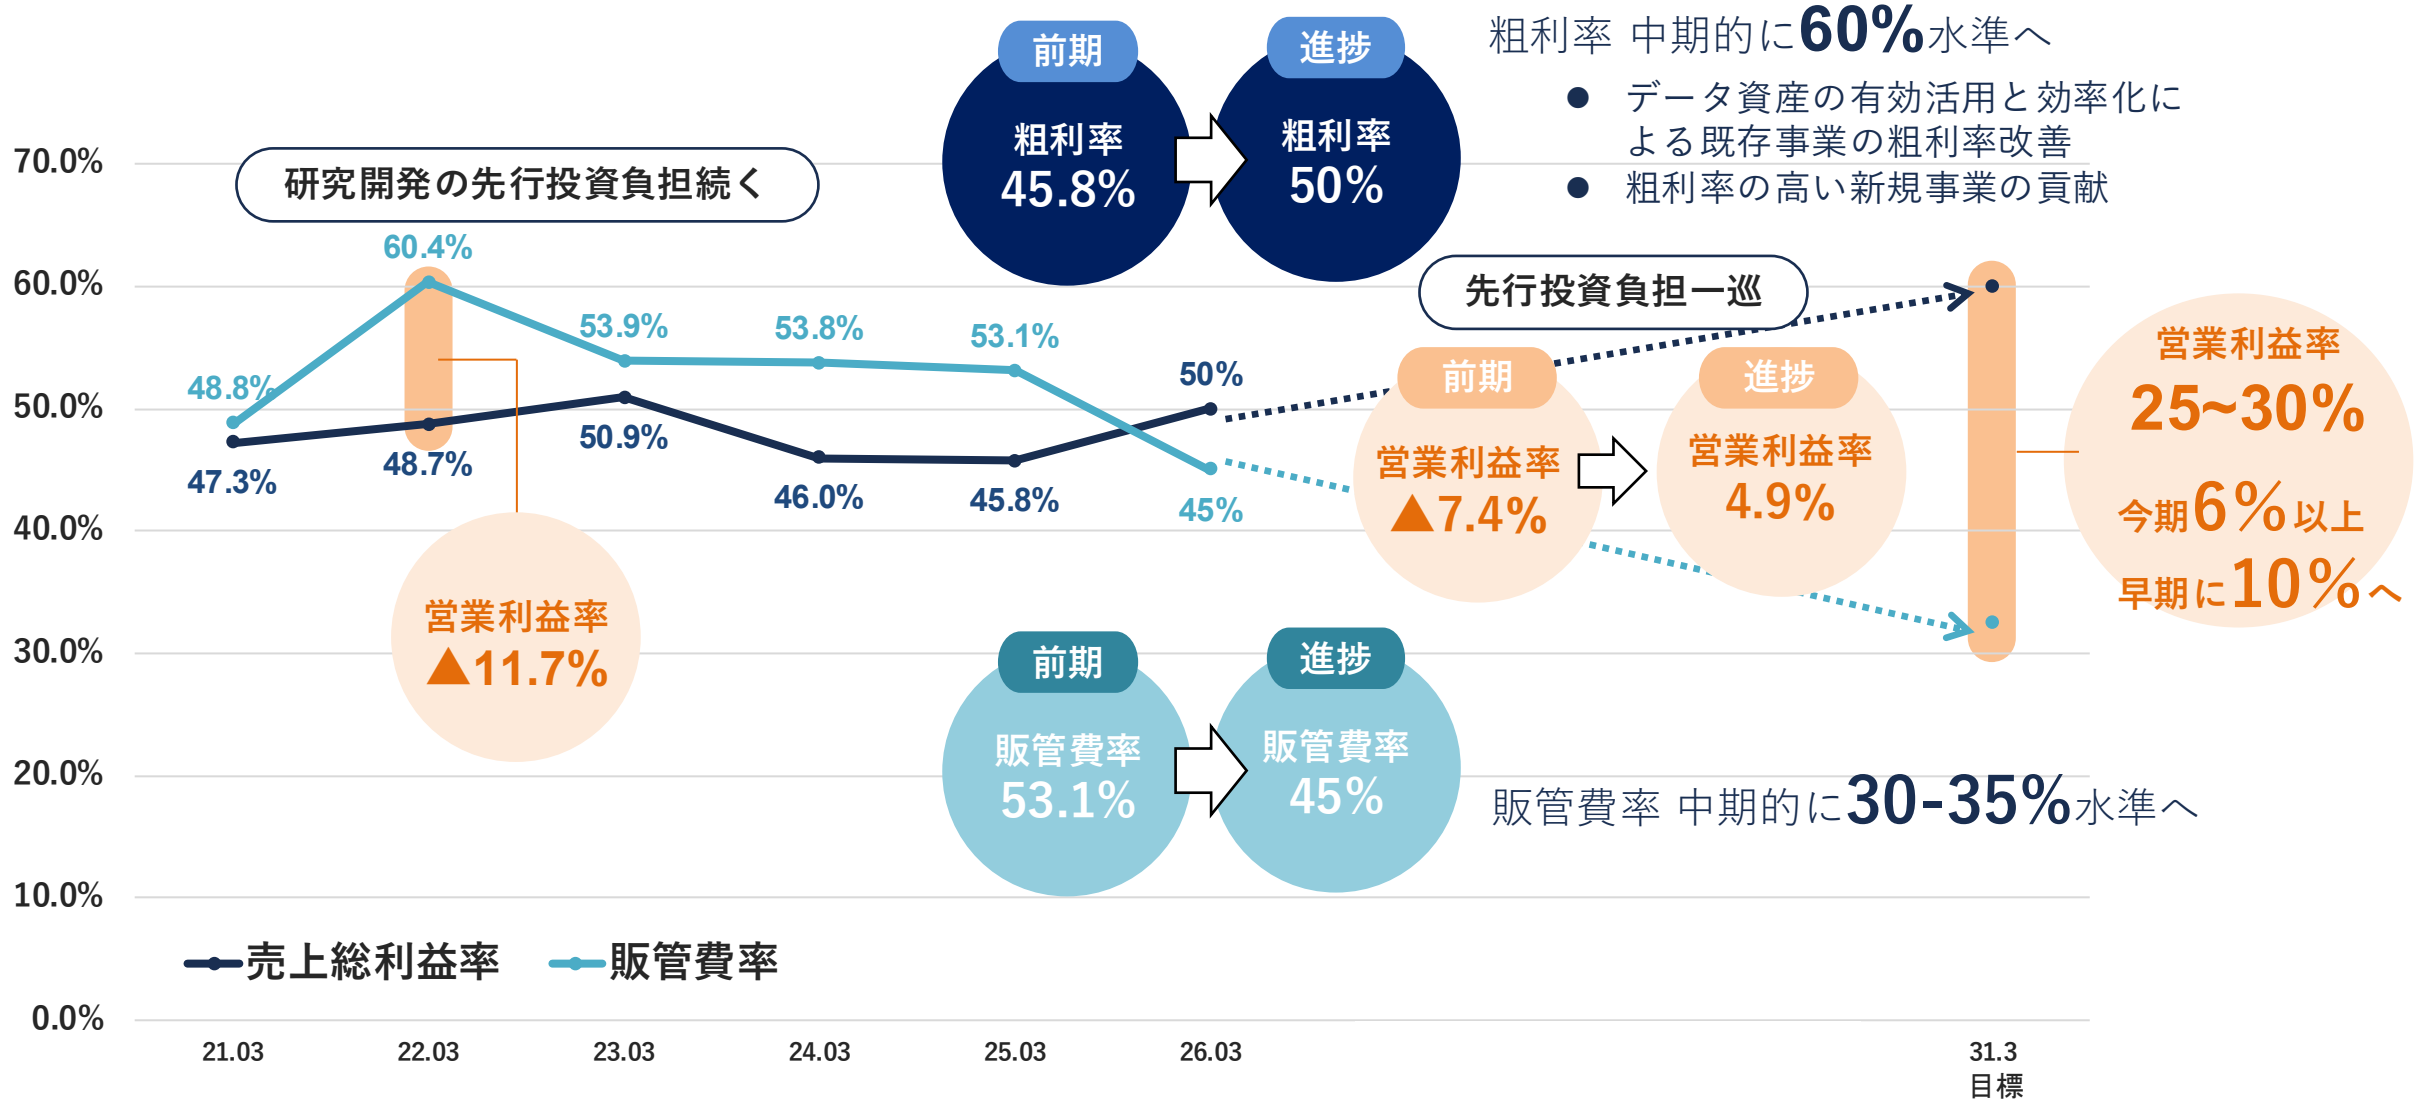 前期
進捗
粗利率
45.8%
粗利率
50%
粗利率 中期的に60%水準へ
● データ資産の有効活用と効率化に
よる既存事業の粗利率改善
● 粗利率の高い新規事業の貢献
研究開発の先行投資負担続く
先行投資負担一巡
70.0%
60.0%
50.0%
40.0%
30.0%
20.0%
10.0%
0.0%
48.8%
60.4%
53.9%
53.8%
53.1%
45%
47.3%
48.7%
50.9%
46.0%
45.8%
50%
営業利益率
▲11.7%
前期
営業利益率
▲7.4%
進捗
営業利益率
4.9%
営業利益率
25~30%
今期6%以上
早期に10%へ
前期
販管費率
53.1%
進捗
販管費率
45%
販管費率 中期的に30-35%水準へ
売上総利益率
販管費率
21.03
22.03
23.03
24.03
25.03
26.03
31.3
目標